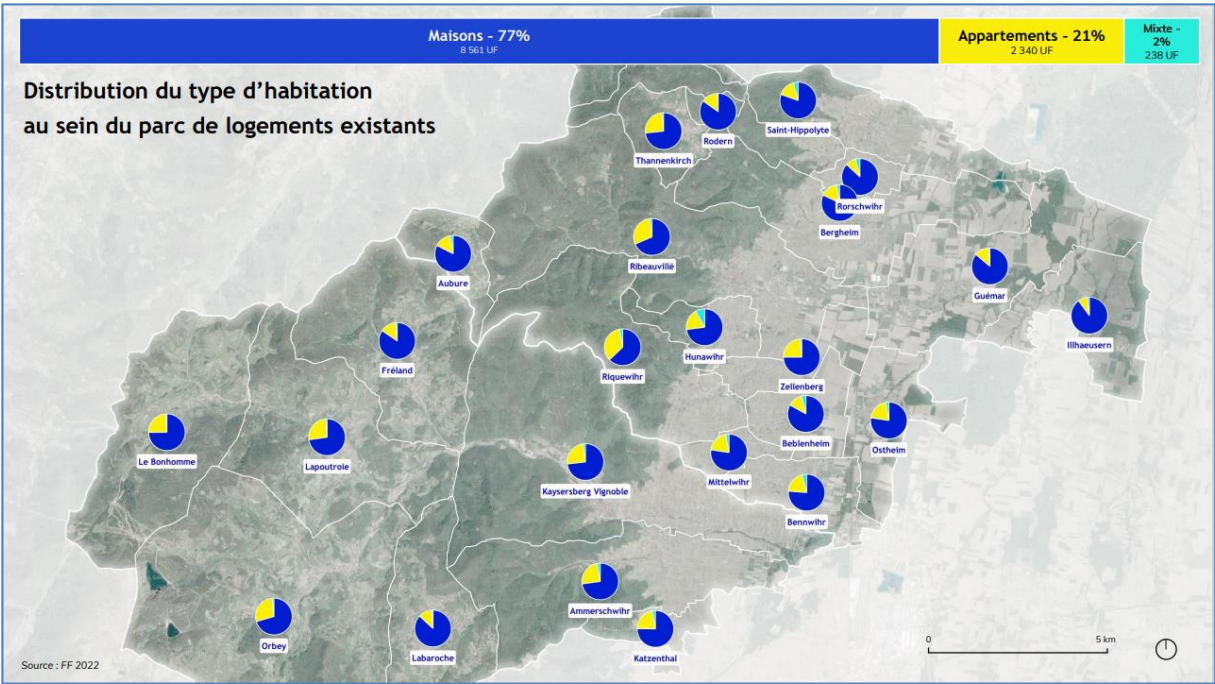 Maisons - 77%
8 561 UF
Appartements - 21%
2 340 UF
Mixte -
2%
238 UF
Distribution du type d'habitation
au sein du parc de logements existants
Saint-Hippolyte
Rodern
Thannenkirch
Rorschwihr
Bergheim
Ribeauvillé
Aubure
Guémar
Illhaeusern
Hunawihr
Fréland
Riquewihr
Zellenberg
Beblenheim
Ostheim
Le Bonhomme
Lapoutroie
Mittelwihr
Kaysersberg Vignoble
Bennwihr
Ammerschwihr
Orbey
Labaroche
Katzenthal
0
5 km
Source : FF 2022